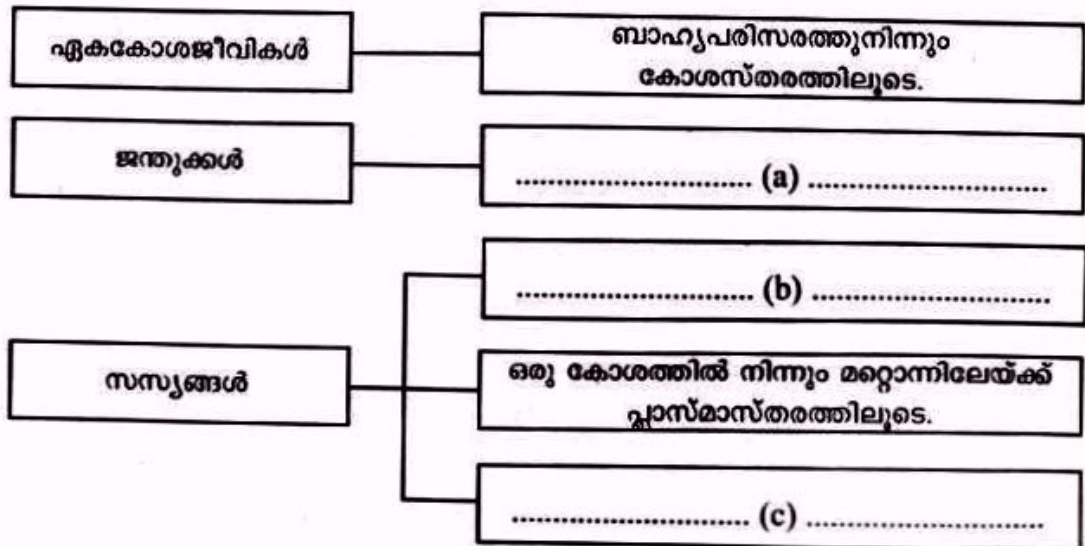 ഏകകോശജീവികൾ
ബാഹ്യപരിസരത്തുനിന്നും
കോശസ്തരത്തിലൂടെ.
ജന്തുക്കൾ
............................ (a) ............................
............................ (b) ............................
സസ്യങ്ങൾ
ഒരു കോശത്തിൽ നിന്നും മറ്റൊന്നിലേയ്ക്ക്
പ്ലാസ്മാസ്തരത്തിലൂടെ.
............................ (c) ............................